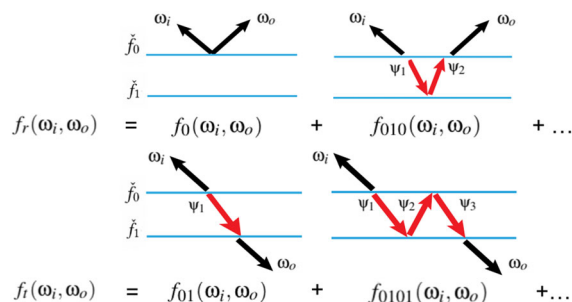 ωi ωo ωi ωo
f̌0 ψ1 ψ2
f̌1
fr(ωi,ωo) = f0(ωi,ωo) + f010(ωi,ωo) + ...
ωi ωi
f̌0 ψ1 ψ1 ψ2 ψ3
f̌1
ωo ωo
ft(ωi,ωo) = f01(ωi,ωo) + f0101(ωi,ωo) +...